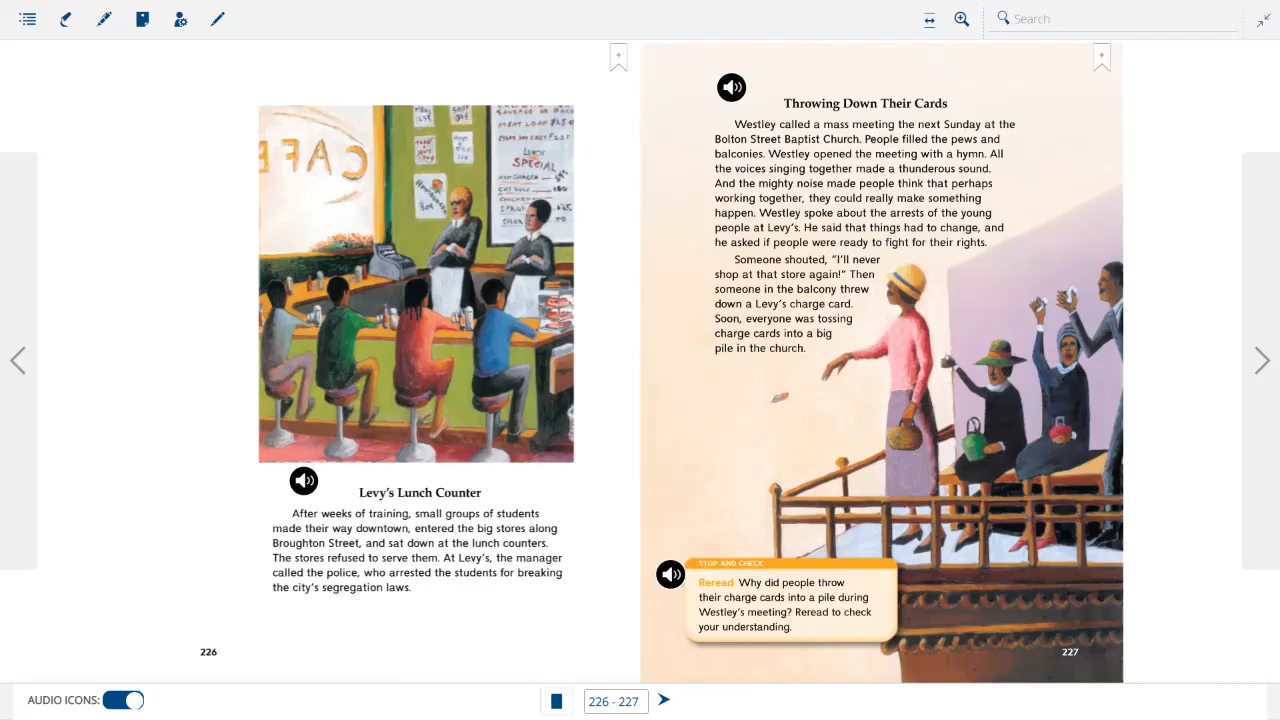 Search
CAFE
LUNCH
SPECIAL
Levy's Lunch Counter
After weeks of training, small groups of students
made their way downtown, entered the big stores along
Broughton Street, and sat down at the lunch counters.
The stores refused to serve them. At Levy's, the manager
called the police, who arrested the students for breaking
the city's segregation laws.
226
Throwing Down Their Cards
Westley called a mass meeting the next Sunday at the
Bolton Street Baptist Church. People filled the pews and
balconies. Westley opened the meeting with a hymn. All
the voices singing together made a thunderous sound.
And the mighty noise made people think that perhaps
working together, they could really make something
happen. Westley spoke about the arrests of the young
people at Levy's. He said that things had to change, and
he asked if people were ready to fight for their rights.
Someone shouted, "I'll never
shop at that store again!" Then
someone in the balcony threw
down a Levy's charge card.
Soon, everyone was tossing
charge cards into a big
pile in the church.
STOP AND CHECK
Reread Why did people throw
their charge cards into a pile during
Westley's meeting? Reread to check
your understanding.
227
AUDIO ICONS:
226 - 227